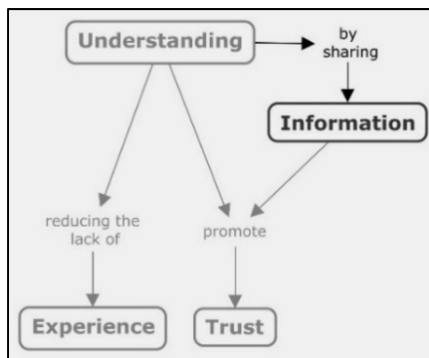 Understanding
by
sharing
Information
reducing the
lack of
promote
Experience
Trust